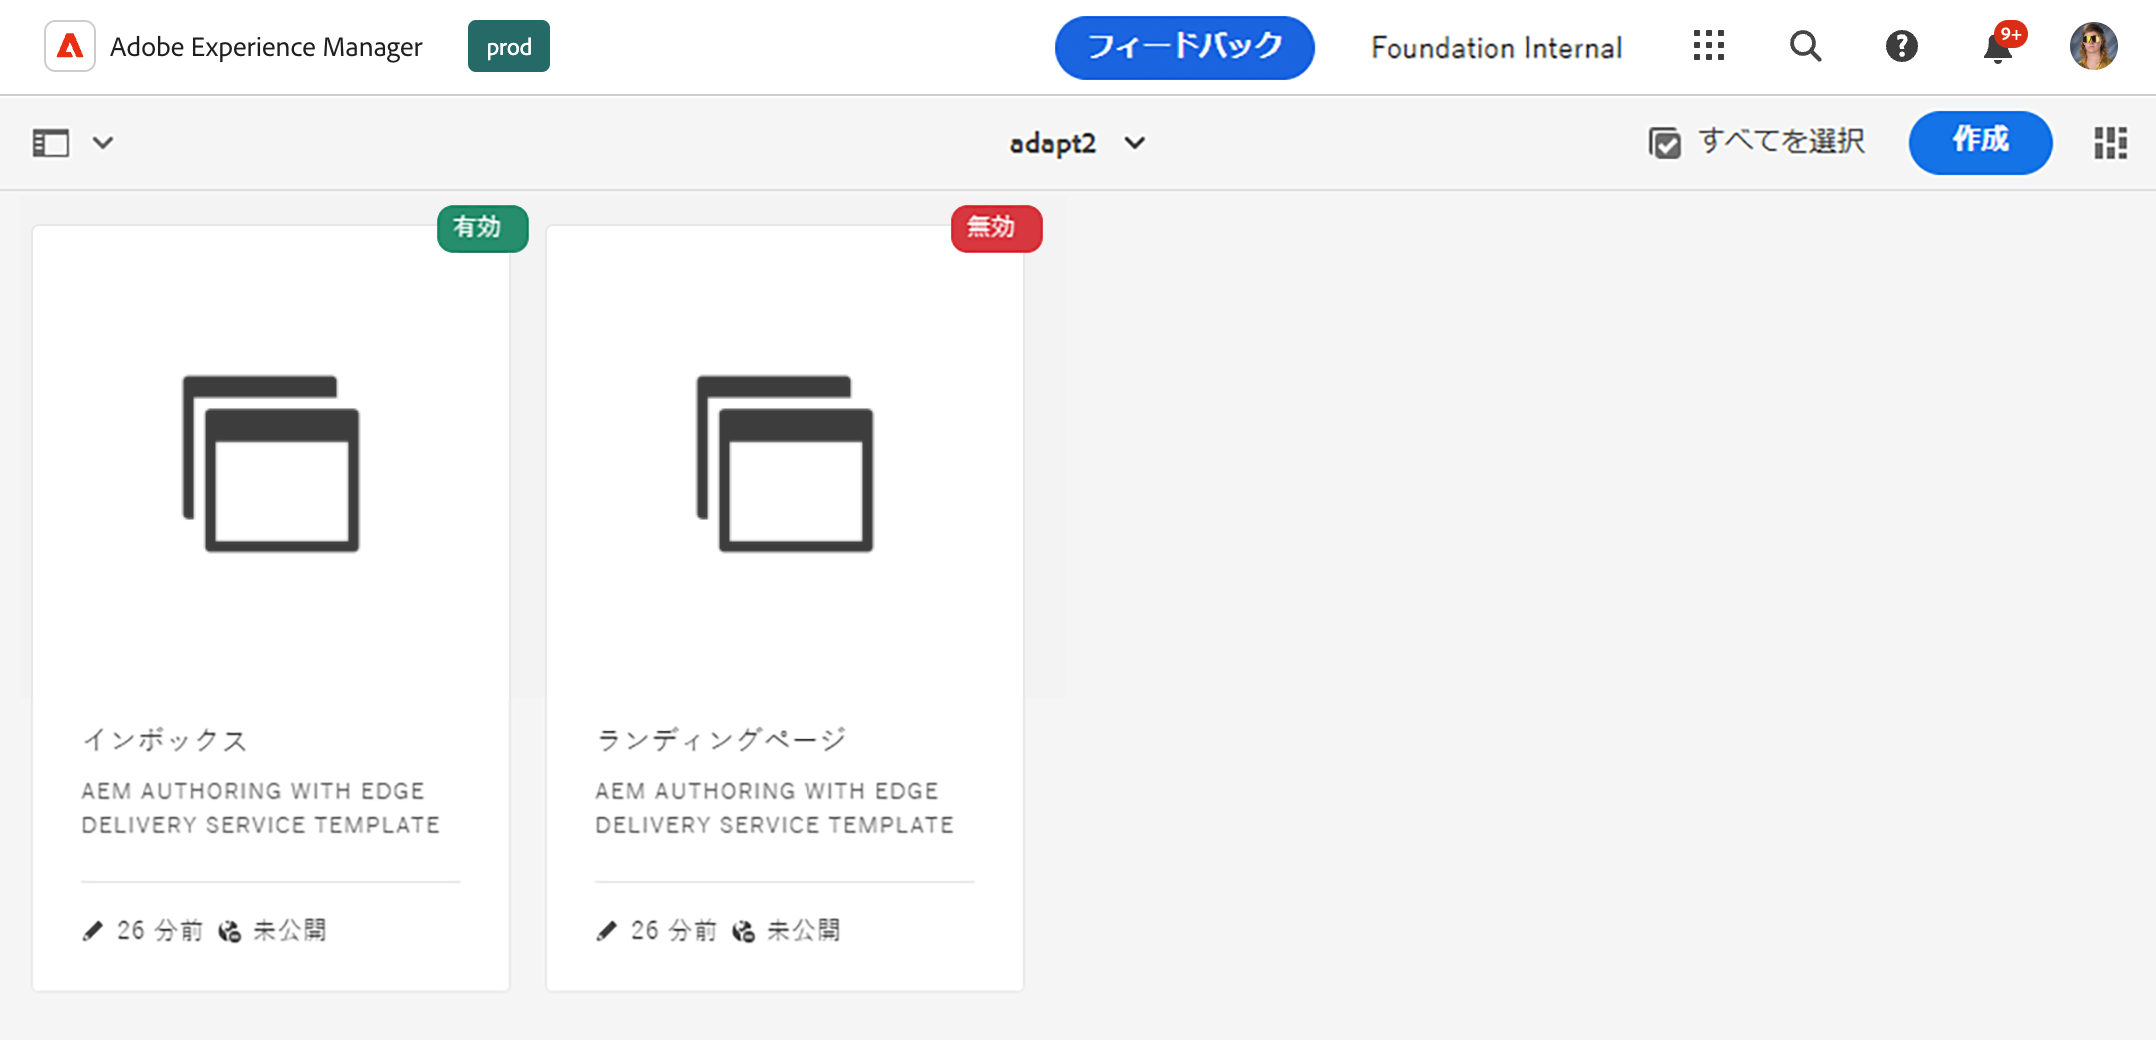 Adobe Experience Manager
prod
フィードバック
Foundation Internal
9+
adapt2
すべてを選択
作成
有効
無効
インボックス
AEM AUTHORING WITH EDGE
DELIVERY SERVICE TEMPLATE
26 分前 未公開
ランディングページ
AEM AUTHORING WITH EDGE
DELIVERY SERVICE TEMPLATE
26 分前 未公開